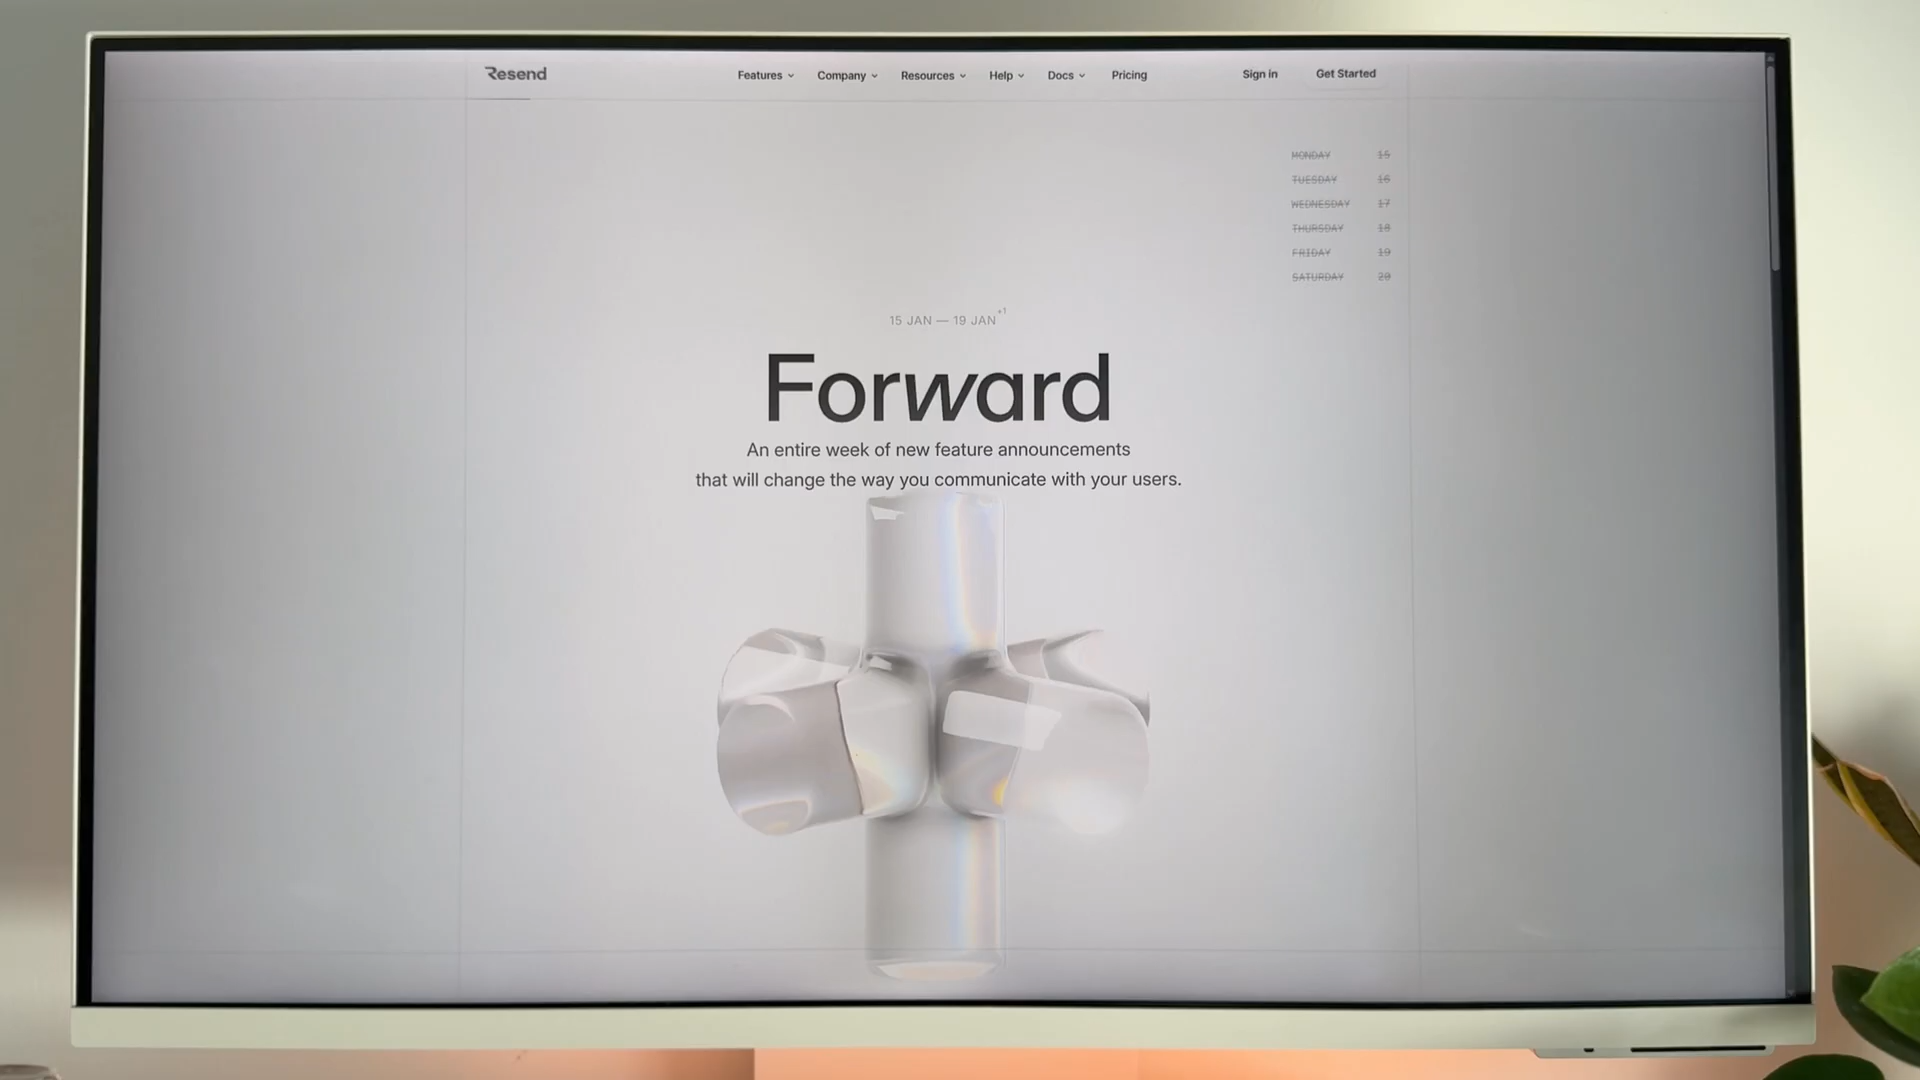 Resend
Features Company Resources Help Docs Pricing Sign in Get Started
MONDAY 15
TUESDAY 16
WEDNESDAY 17
THURSDAY 18
FRIDAY 19
SATURDAY 20
15 JAN — 19 JAN +1
Forward
An entire week of new feature announcements
that will change the way you communicate with your users.